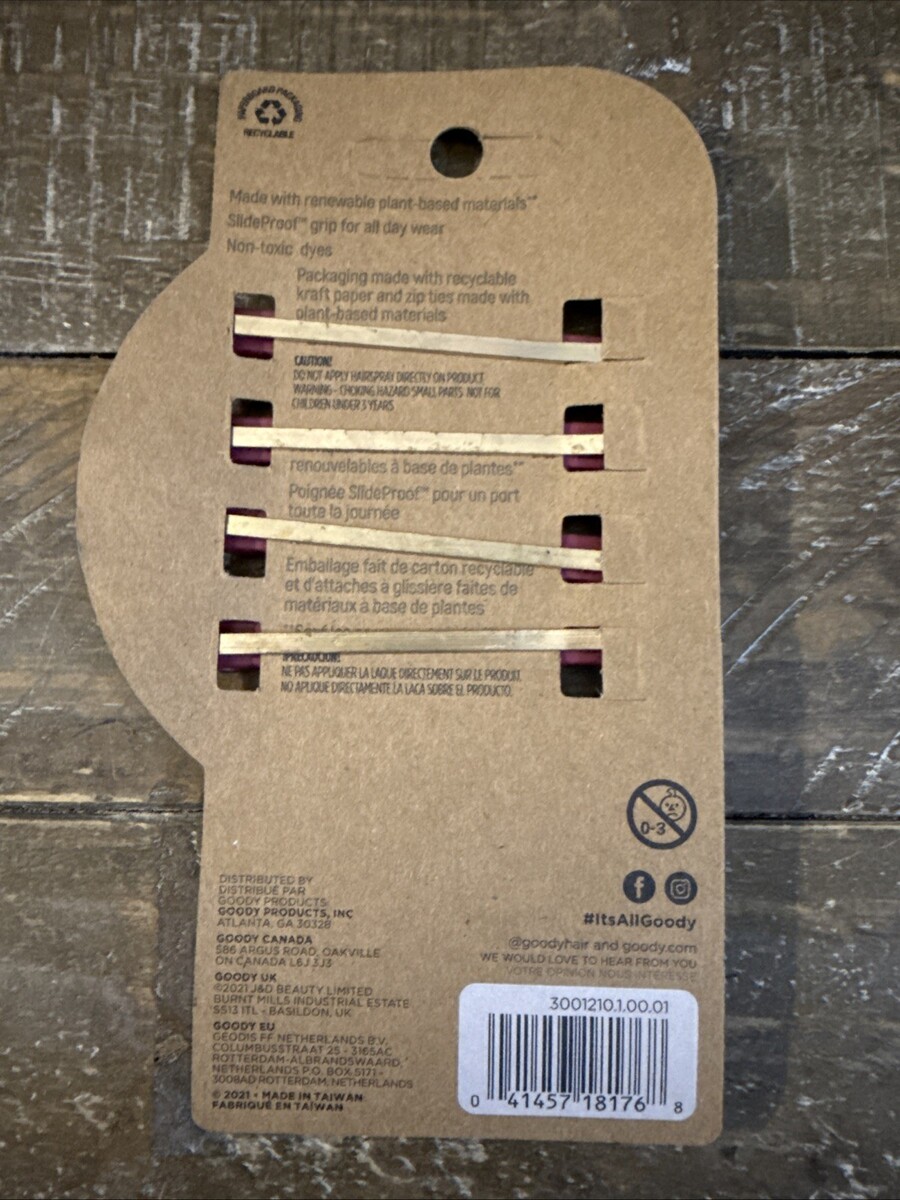 PAPERBOARD PACKAGING
RECYCLABLE
Made with renewable plant-based materials**
SlideProof™ grip for all day wear
Non-toxic dyes
Packaging made with recyclable
kraft paper and zip ties made with
plant-based materials
CAUTION!
DO NOT APPLY HAIRSPRAY DIRECTLY ON PRODUCT
WARNING - CHOKING HAZARD SMALL PARTS. NOT FOR
CHILDREN UNDER 3 YEARS
renouvelables à base de plantes**
Poignée SlideProof™ pour un port
toute la journée
Emballage fait de carton recyclable
et d'attaches à glissière faites de
matériaux à base de plantes
¡PRECAUCIÓN!
NE PAS APPLIQUER LA LAQUE DIRECTEMENT SUR LE PRODUIT.
NO APLIQUE DIRECTAMENTE LA LACA SOBRE EL PRODUCTO.
0-3
#ItsAllGoody
@goodyhair and goody.com
WE WOULD LOVE TO HEAR FROM YOU
VOTRE OPINION NOUS INTÉRESSE
DISTRIBUTED BY
DISTRIBUÉ PAR
GOODY PRODUCTS
GOODY PRODUCTS, INC
ATLANTA, GA 30328
GOODY CANADA
586 ARGUS ROAD, OAKVILLE
ON CANADA L6J 3J3
GOODY UK
©2021 J&D BEAUTY LIMITED
BURNT MILLS INDUSTRIAL ESTATE
SS13 ITL - BASILDON, UK
GOODY EU
GEODIS FF NETHERLANDS B.V.
COLUMBUSSTRAAT 25 - 3165AC
ROTTERDAM-ALBRANDSWAARD,
NETHERLANDS P.O. BOX 5171 -
3008AD ROTTERDAM, NETHERLANDS
© 2021 • MADE IN TAIWAN
FABRIQUÉ EN TAÏWAN
3001210.1.00.01
0 41457 18176 8